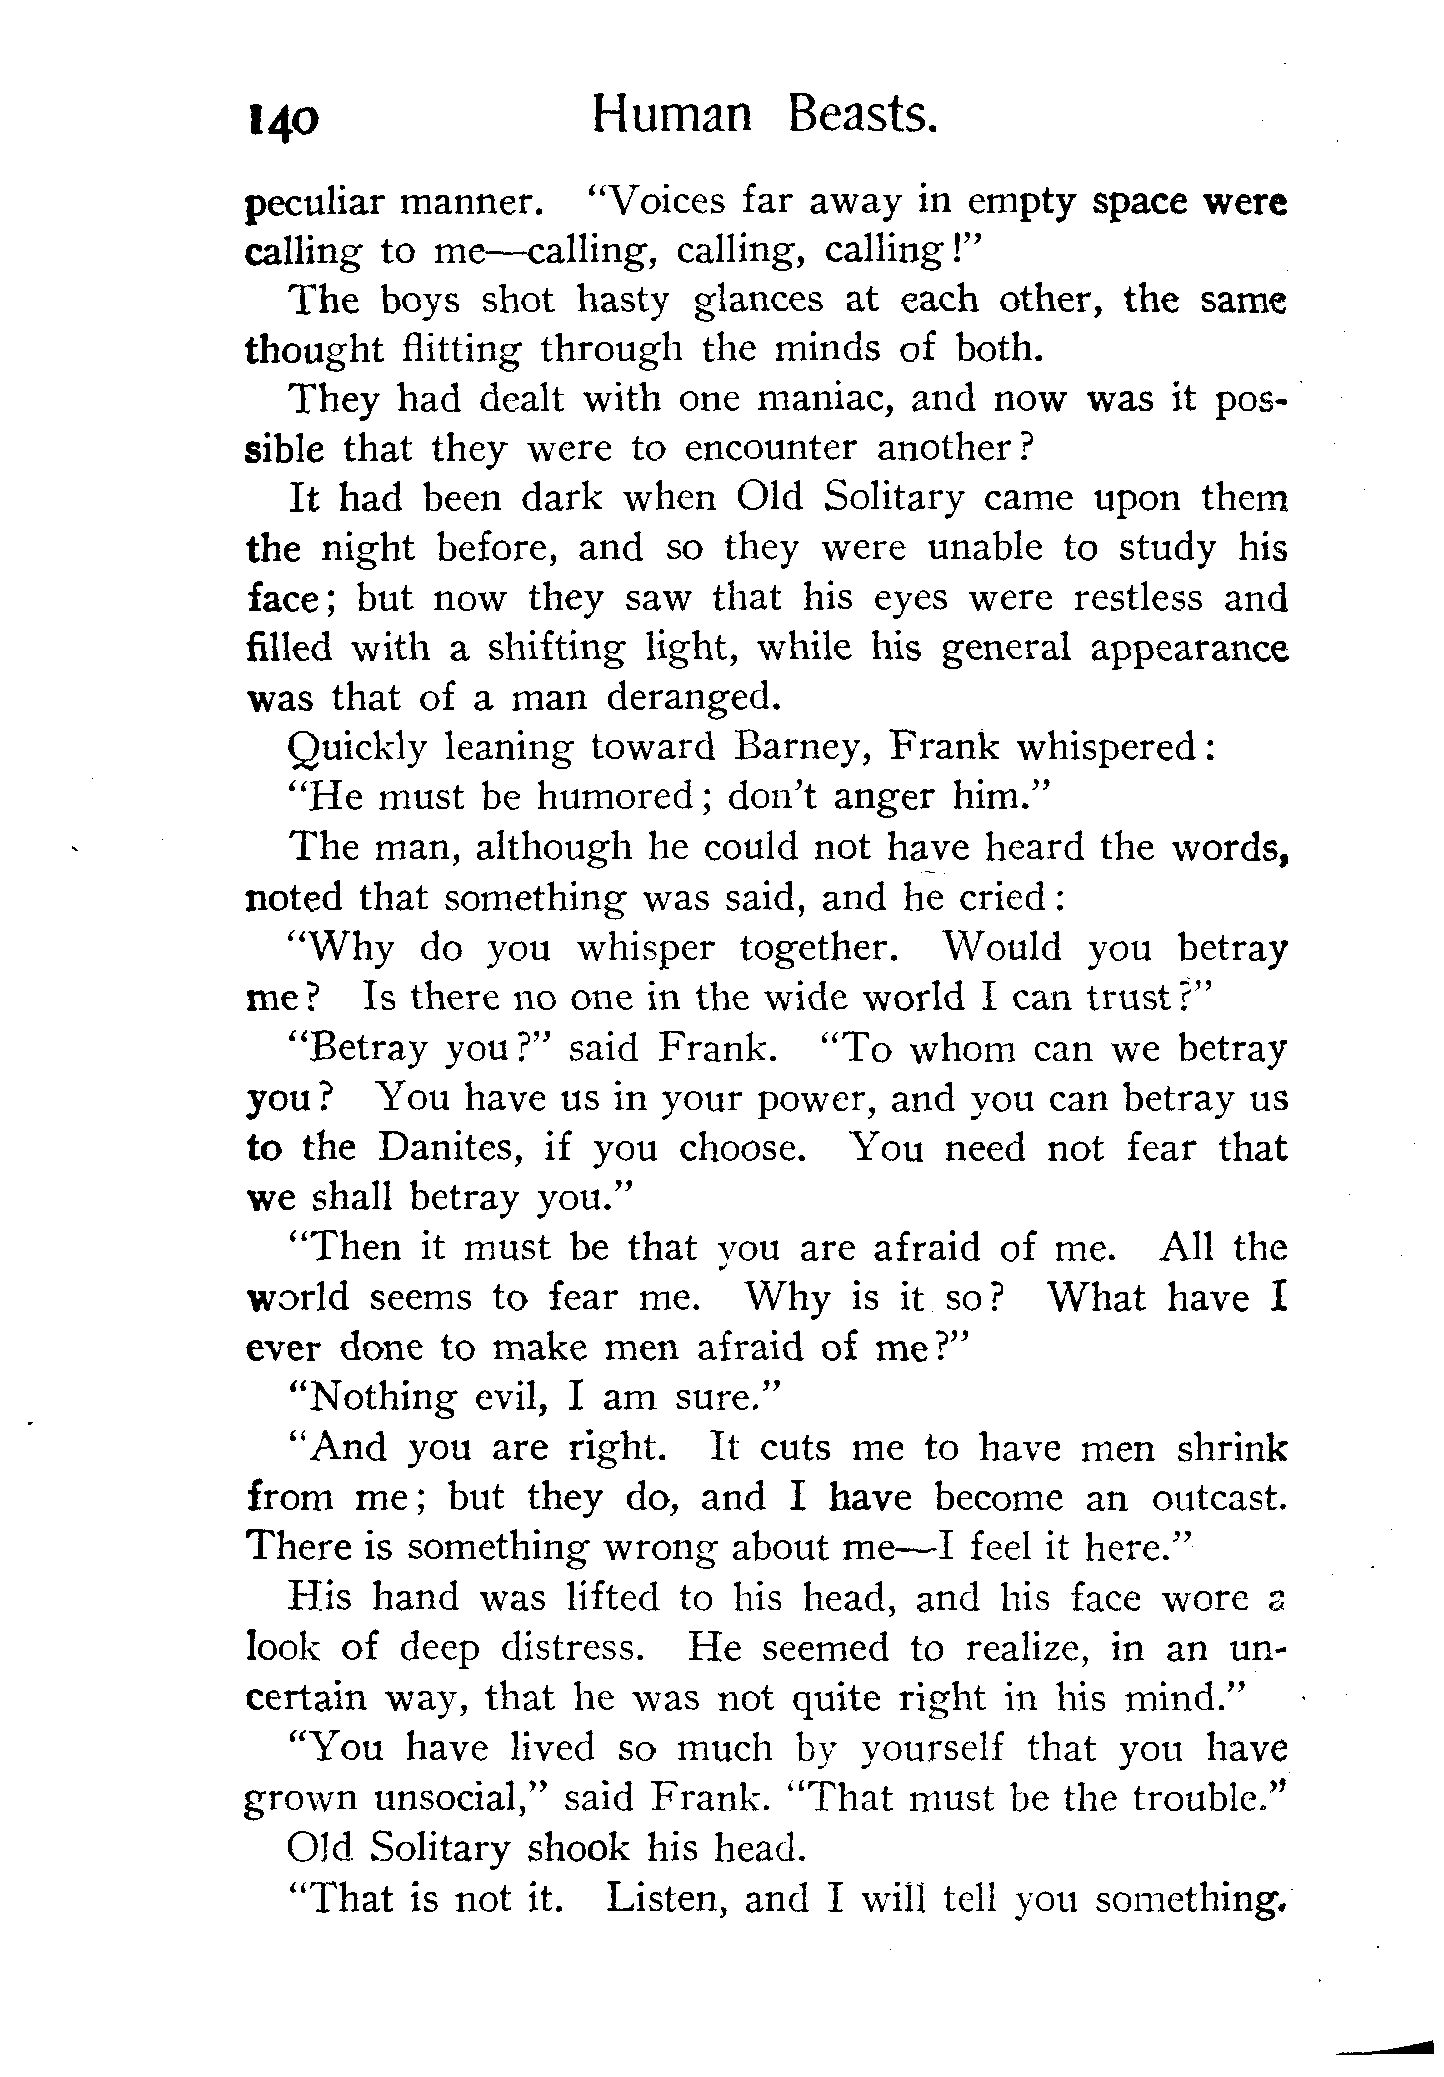 140 Human Beasts.
peculiar manner. “Voices far away in empty space were
calling to me—calling, calling, calling!”
The boys shot hasty glances at each other, the same
thought flitting through the minds of both.
They had dealt with one maniac, and now was it pos-
sible that they were to encounter another?
It had been dark when Old Solitary came upon them
the night before, and so they were unable to study his
face; but now they saw that his eyes were restless and
filled with a shifting light, while his general appearance
was that of a man deranged.
Quickly leaning toward Barney, Frank whispered:
“He must be humored; don’t anger him.”
The man, although he could not have heard the words,
noted that something was said, and he cried:
“Why do you whisper together. Would you betray
me? Is there no one in the wide world I can trust?”
“Betray you?” said Frank. “To whom can we betray
you? You have us in your power, and you can betray us
to the Danites, if you choose. You need not fear that
we shall betray you.”
“Then it must be that you are afraid of me. All the
world seems to fear me. Why is it so? What have I
ever done to make men afraid of me?”
“Nothing evil, I am sure.”
“And you are right. It cuts me to have men shrink
from me; but they do, and I have become an outcast.
There is something wrong about me—I feel it here.”
His hand was lifted to his head, and his face wore a
look of deep distress. He seemed to realize, in an un-
certain way, that he was not quite right in his mind.”
“You have lived so much by yourself that you have
grown unsocial,” said Frank. “That must be the trouble.”
Old Solitary shook his head.
“That is not it. Listen, and I will tell you something.